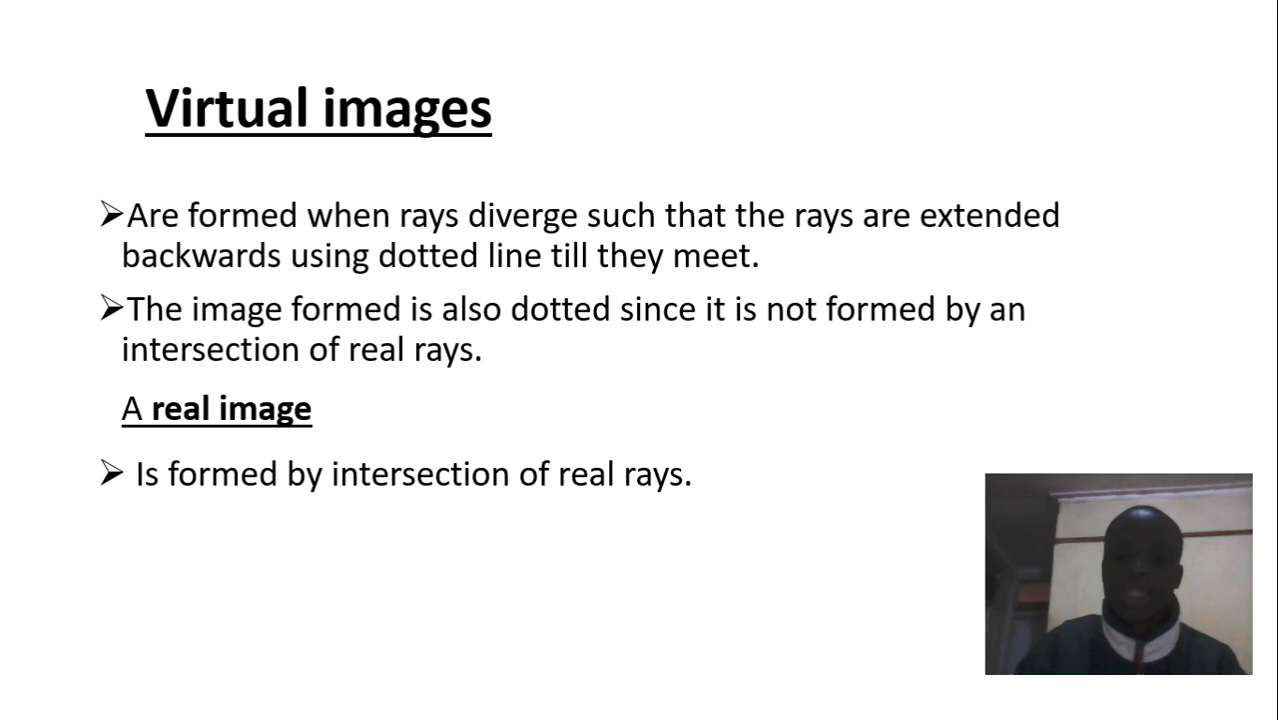 Virtual images
➢Are formed when rays diverge such that the rays are extended
backwards using dotted line till they meet.
➢The image formed is also dotted since it is not formed by an
intersection of real rays.
A real image
➢ Is formed by intersection of real rays.